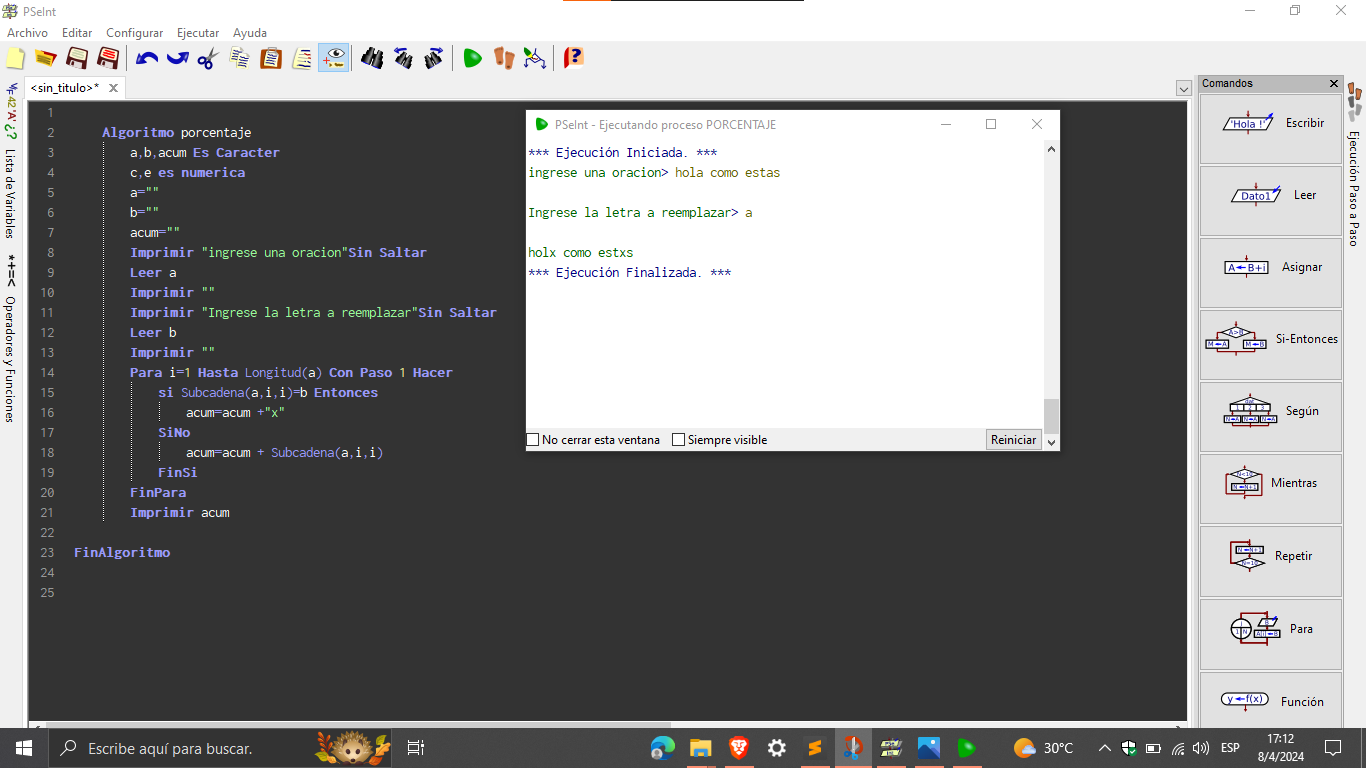 PSeInt
Archivo Editar Configurar Ejecutar Ayuda
<sin_titulo>* X
Lista de Variables
*+=< Operadores y Funciones
1
2 Algoritmo porcentaje
3 a,b,acum Es Caracter
4 c,e es numerica
5 a=""
6 b=""
7 acum=""
8 Imprimir "ingrese una oracion"Sin Saltar
9 Leer a
10 Imprimir ""
11 Imprimir "Ingrese la letra a reemplazar"Sin Saltar
12 Leer b
13 Imprimir ""
14 Para i=1 Hasta Longitud(a) Con Paso 1 Hacer
15 si Subcadena(a,i,i)=b Entonces
16 acum=acum +"x"
17 SiNo
18 acum=acum + Subcadena(a,i,i)
19 FinSi
20 FinPara
21 Imprimir acum
22
23 FinAlgoritmo
24
25
PSeInt - Ejecutando proceso PORCENTAJE
*** Ejecución Iniciada. ***
ingrese una oracion> hola como estas
Ingrese la letra a reemplazar> a
holx como estxs
*** Ejecución Finalizada. ***
No cerrar esta ventana Siempre visible Reiniciar
Comandos
'Hola !' Escribir
Dato1 Leer
A←B+i Asignar
A>B M←A M←B Si-Entonces
Según
Mientras
Repetir
Para
y←f(x) Función
Ejecución Paso a Paso
Escribe aquí para buscar.
30°C
ESP
17:12
8/4/2024